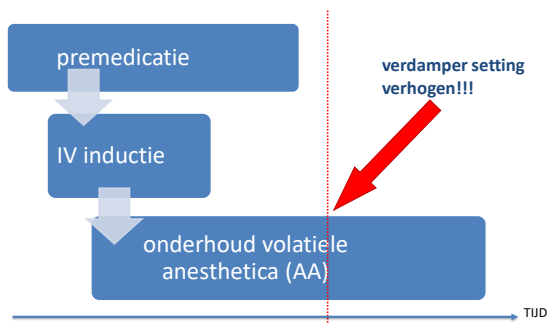 premedicatie
verdamper setting
verhogen!!!
IV inductie
onderhoud volatiele
anesthetica (AA)
TIJD